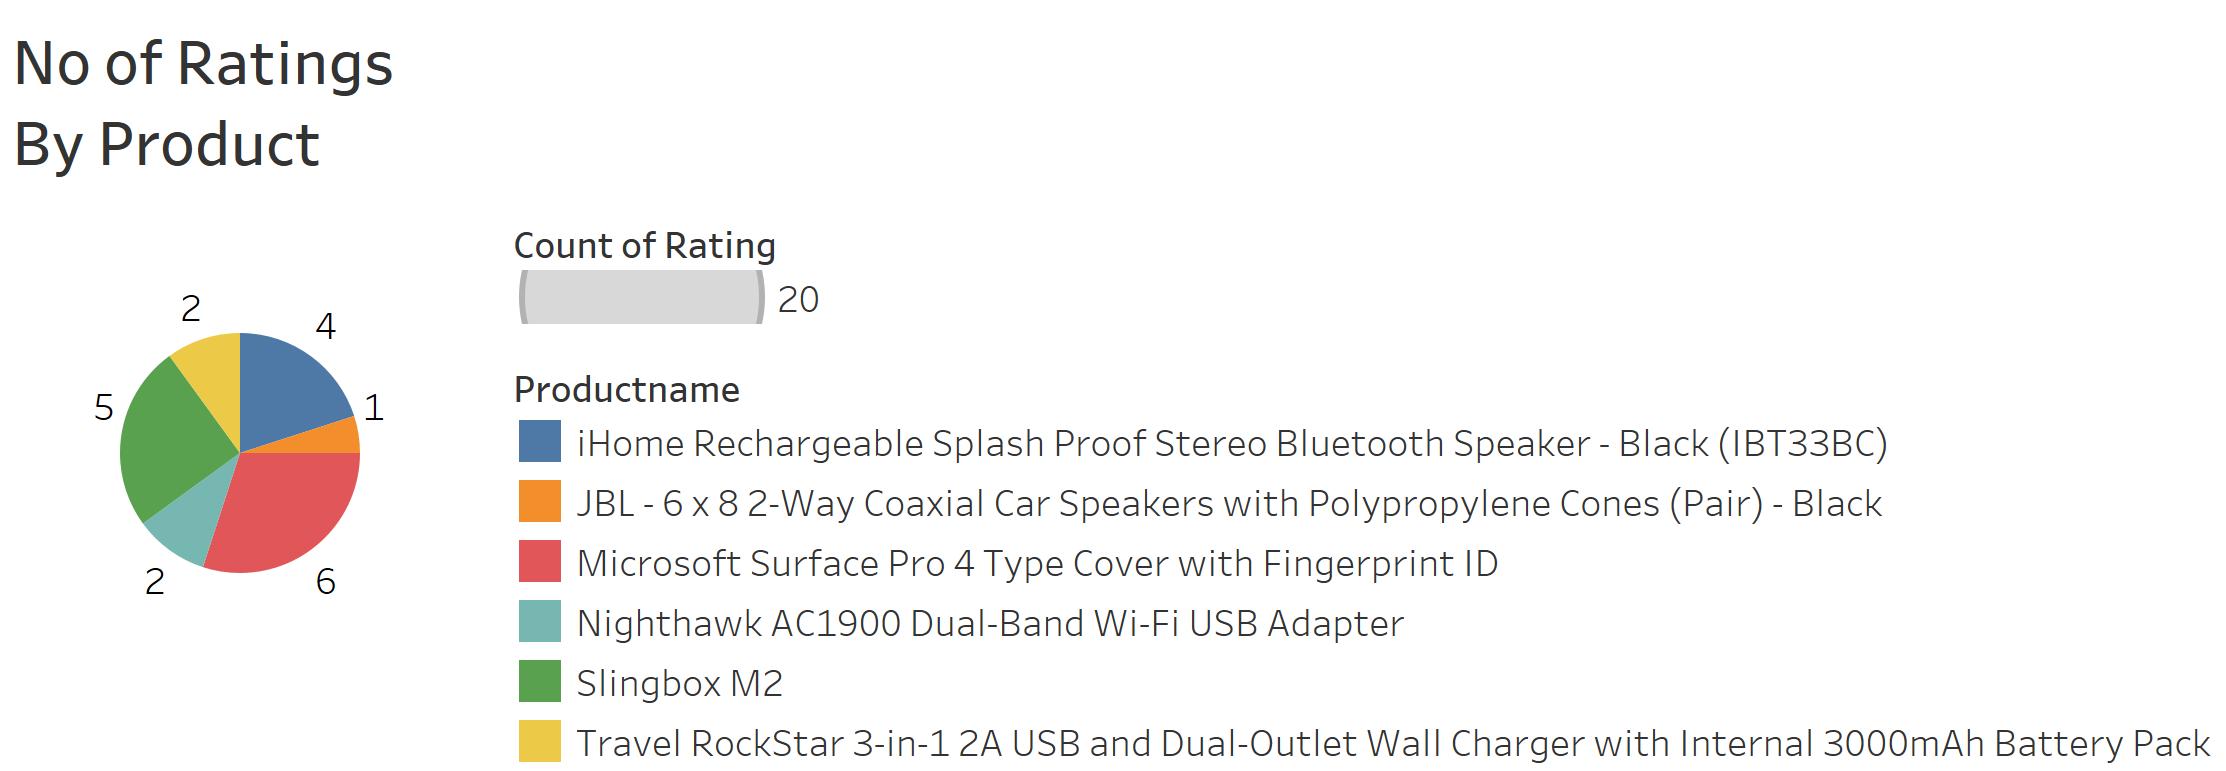 No of Ratings
By Product
Count of Rating
20
2
4
5
1
2
6
Productname
iHome Rechargeable Splash Proof Stereo Bluetooth Speaker - Black (IBT33BC)
JBL - 6 x 8 2-Way Coaxial Car Speakers with Polypropylene Cones (Pair) - Black
Microsoft Surface Pro 4 Type Cover with Fingerprint ID
Nighthawk AC1900 Dual-Band Wi-Fi USB Adapter
Slingbox M2
Travel RockStar 3-in-1 2A USB and Dual-Outlet Wall Charger with Internal 3000mAh Battery Pack